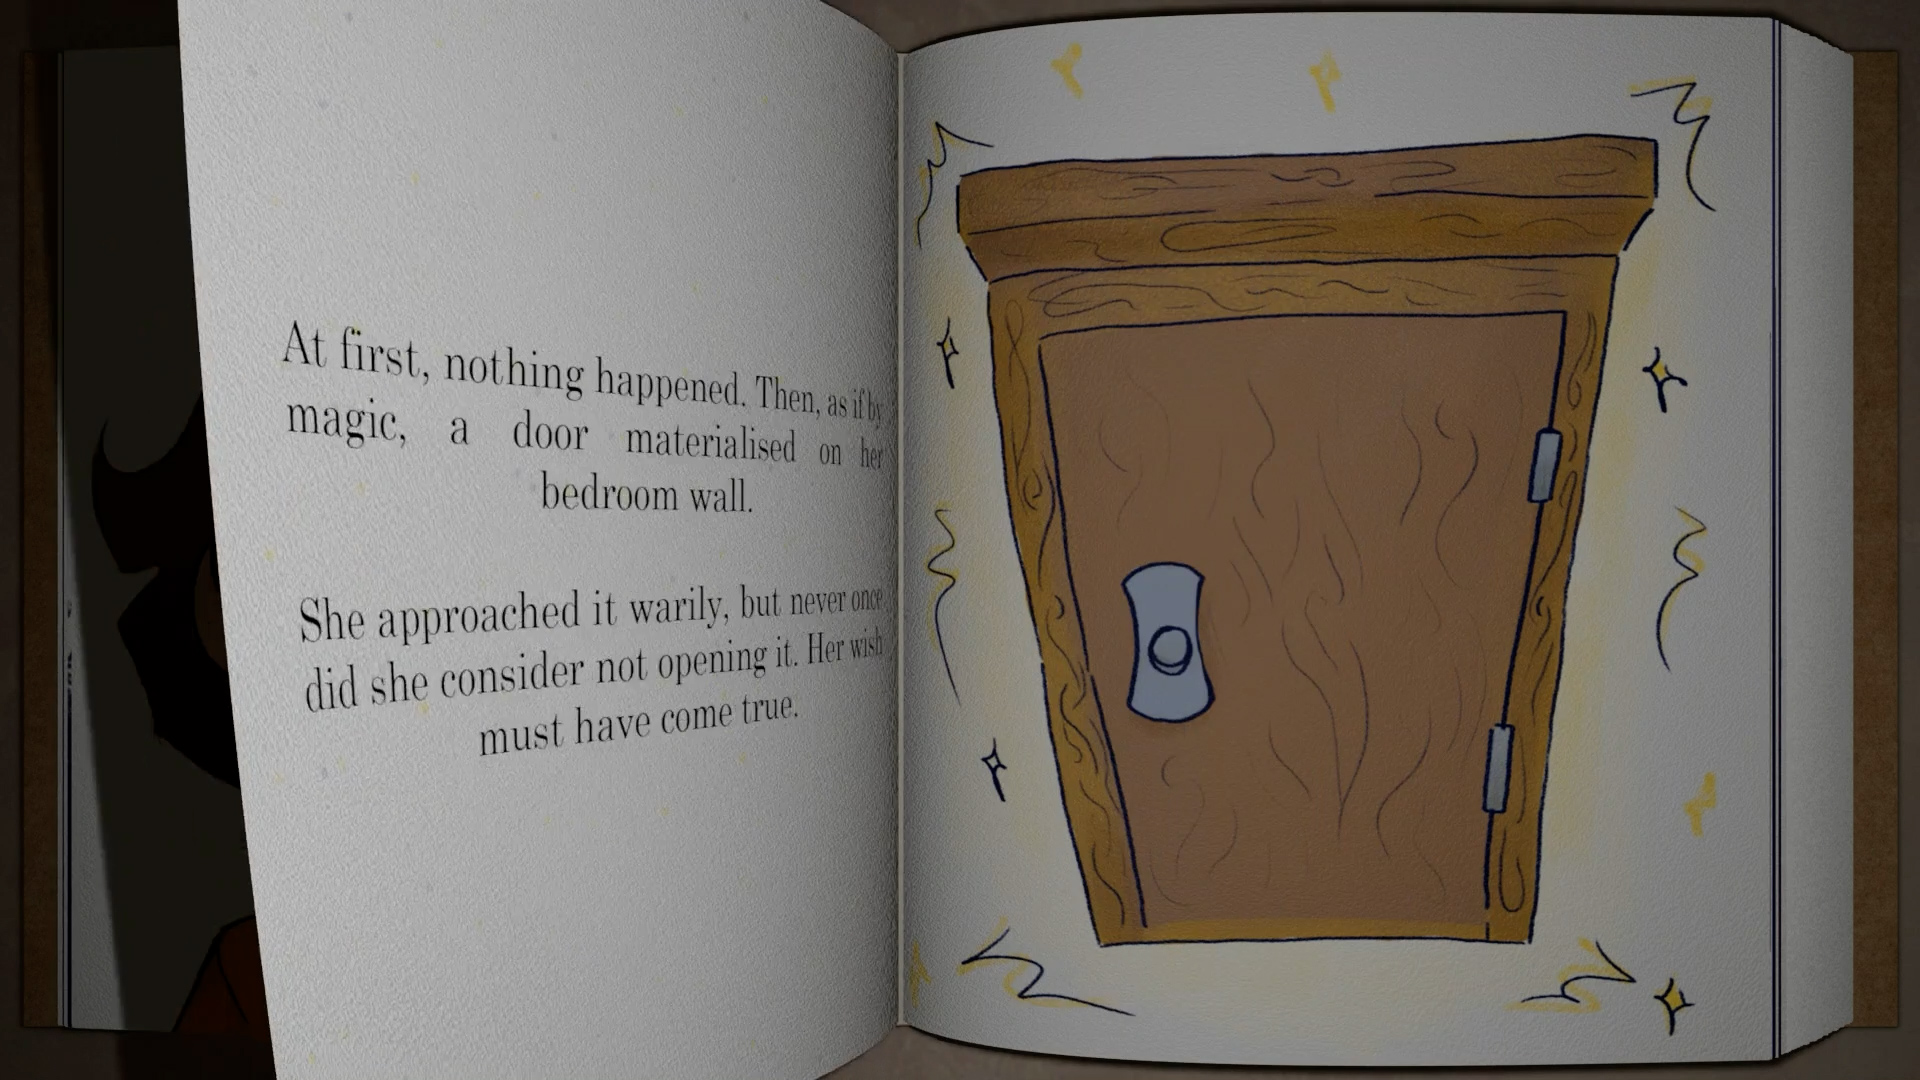 At first, nothing happened. Then, as if by
magic, a door materialised on her
bedroom wall.
She approached it warily, but never once
did she consider not opening it. Her wish
must have come true.